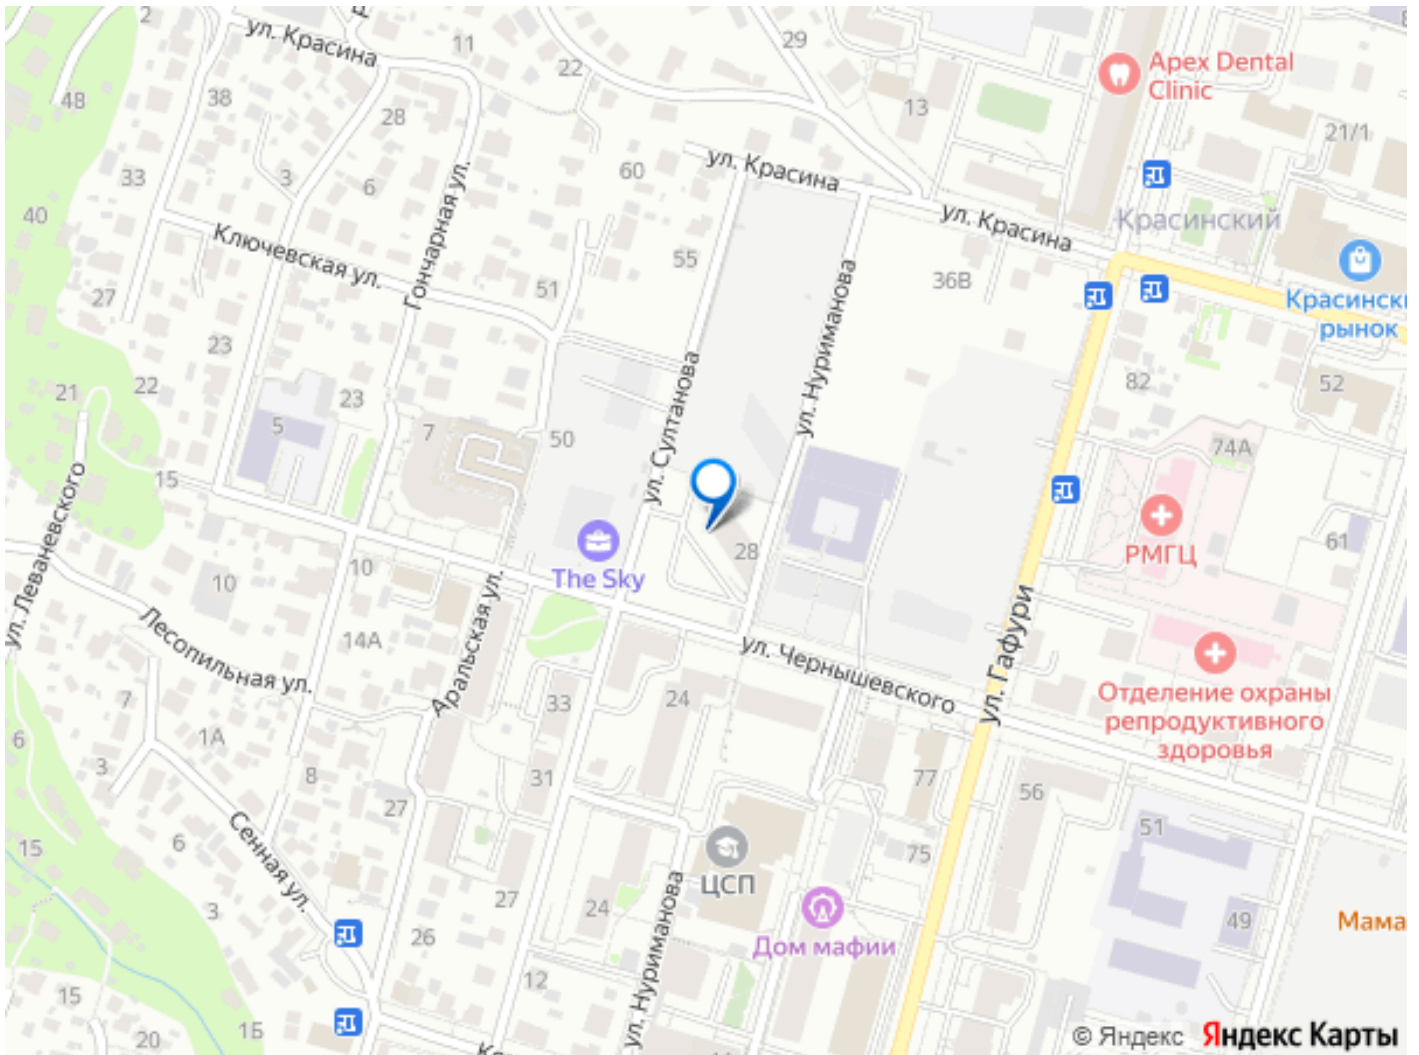 2
ул. Красина
11
29
22
Apex Dental
Clinic
48
38
28
13
21/1
33
3
6
60
ул. Красина
40
Гончарная ул.
ул. Красина
Красинский
Ключевская ул.
55
27
51
36В
ул. Нуриманова
Красинск
рынок
23
22
21
23
5
7
50
ул. Султанова
82
52
74А
15
ул. Леваневского
The Sky
28
РМГЦ
61
10
10
14А
Лесопильная ул.
Аральская ул.
ул. Чернышевского
ул. Гафури
Отделение охраны
репродуктивного
здоровья
7
6
1А
3
33
24
8
31
77
56
27
Сенная ул.
15
6
51
75
ЦСП
3
27
24
ул. Нуриманова
Дом мафии
49
Мама
26
12
15
20
1Б
© Яндекс Яндекс Карты